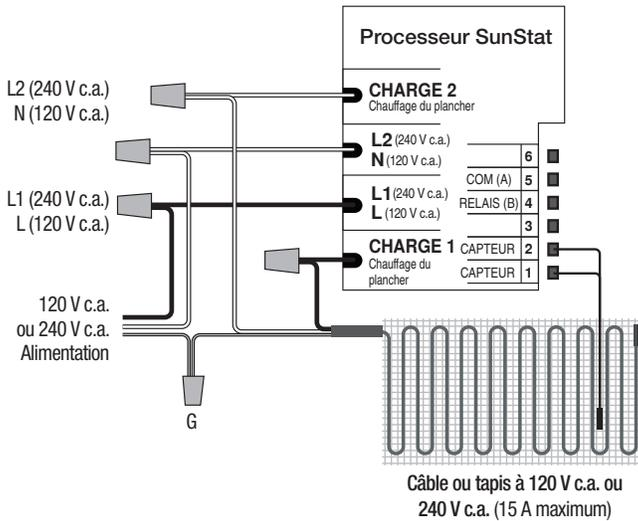 Processeur SunStat
L2 (240 V c.a.)
N (120 V c.a.)
CHARGE 2
Chauffage du plancher
L2 (240 V c.a.)
N (120 V c.a.)
L1 (240 V c.a.)
L (120 V c.a.)
L1 (240 V c.a.)
L (120 V c.a.)
CHARGE 1
Chauffage du
plancher
6
COM (A) 5
RELAIS (B) 4
3
CAPTEUR 2
CAPTEUR 1
120 V c.a.
ou 240 V c.a.
Alimentation
G
Câble ou tapis à 120 V c.a. ou
240 V c.a. (15 A maximum)